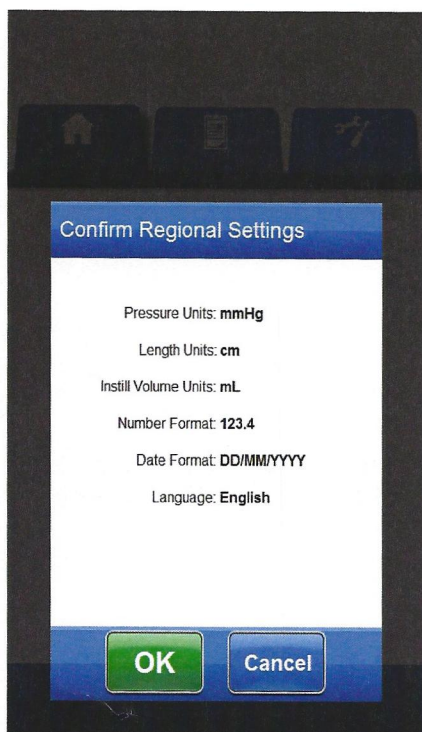 Confirm Regional Settings
Pressure Units: mmHg
Length Units: cm
Instill Volume Units: mL
Number Format: 123.4
Date Format: DD/MM/YYYY
Language: English
OK
Cancel